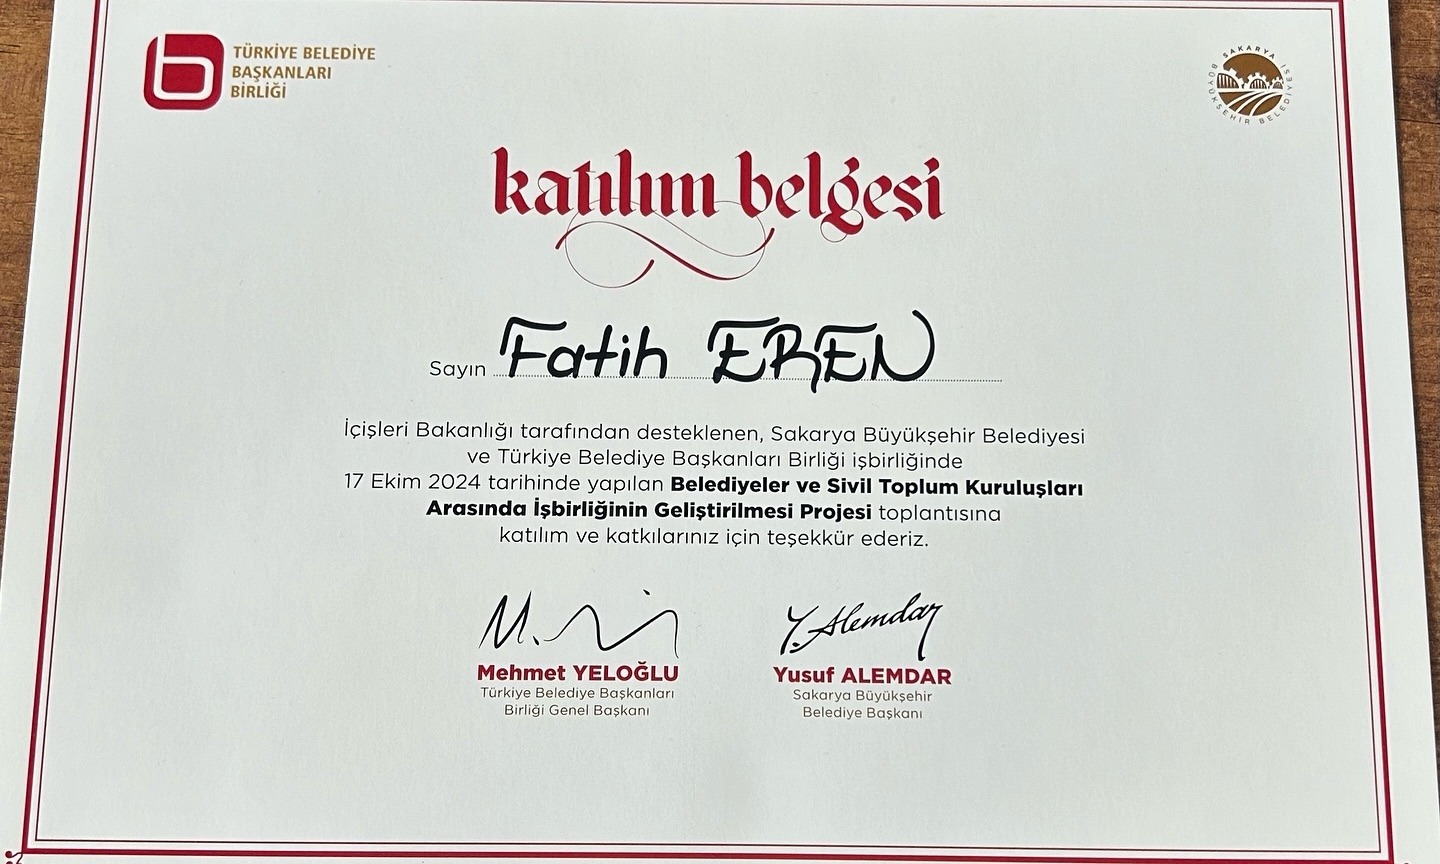 TÜRKİYE BELEDİYE
BAŞKANLARI
BİRLİĞİ
SAKARYA
BÜYÜKŞEHİR BELEDİYESİ
katılım belgesi
Sayın Fatih EREN
İçişleri Bakanlığı tarafından desteklenen, Sakarya Büyükşehir Belediyesi
ve Türkiye Belediye Başkanları Birliği işbirliğinde
17 Ekim 2024 tarihinde yapılan Belediyeler ve Sivil Toplum Kuruluşları
Arasında İşbirliğinin Geliştirilmesi Projesi toplantısına
katılım ve katkılarınız için teşekkür ederiz.
Y. Alemdar
Mehmet YELOĞLU
Türkiye Belediye Başkanları
Birliği Genel Başkanı
Yusuf ALEMDAR
Sakarya Büyükşehir
Belediye Başkanı